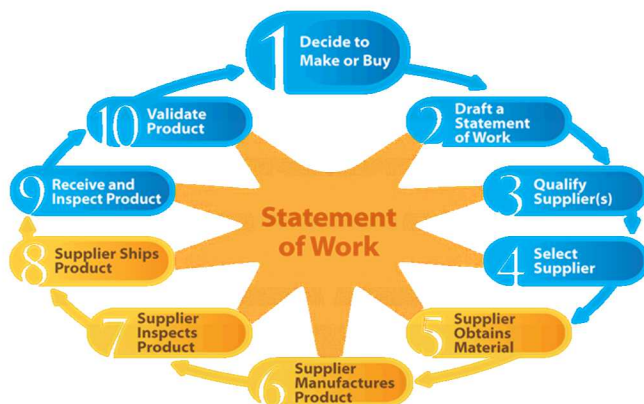 1 Decide to
Make or Buy
2 Draft a
Statement
of Work
3 Qualify
Supplier(s)
4 Select
Supplier
5 Supplier
Obtains
Material
6 Supplier
Manufactures
Product
7 Supplier
Inspects
Product
8 Supplier Ships
Product
9 Receive and
Inspect Product
10 Validate
Product
Statement
of Work